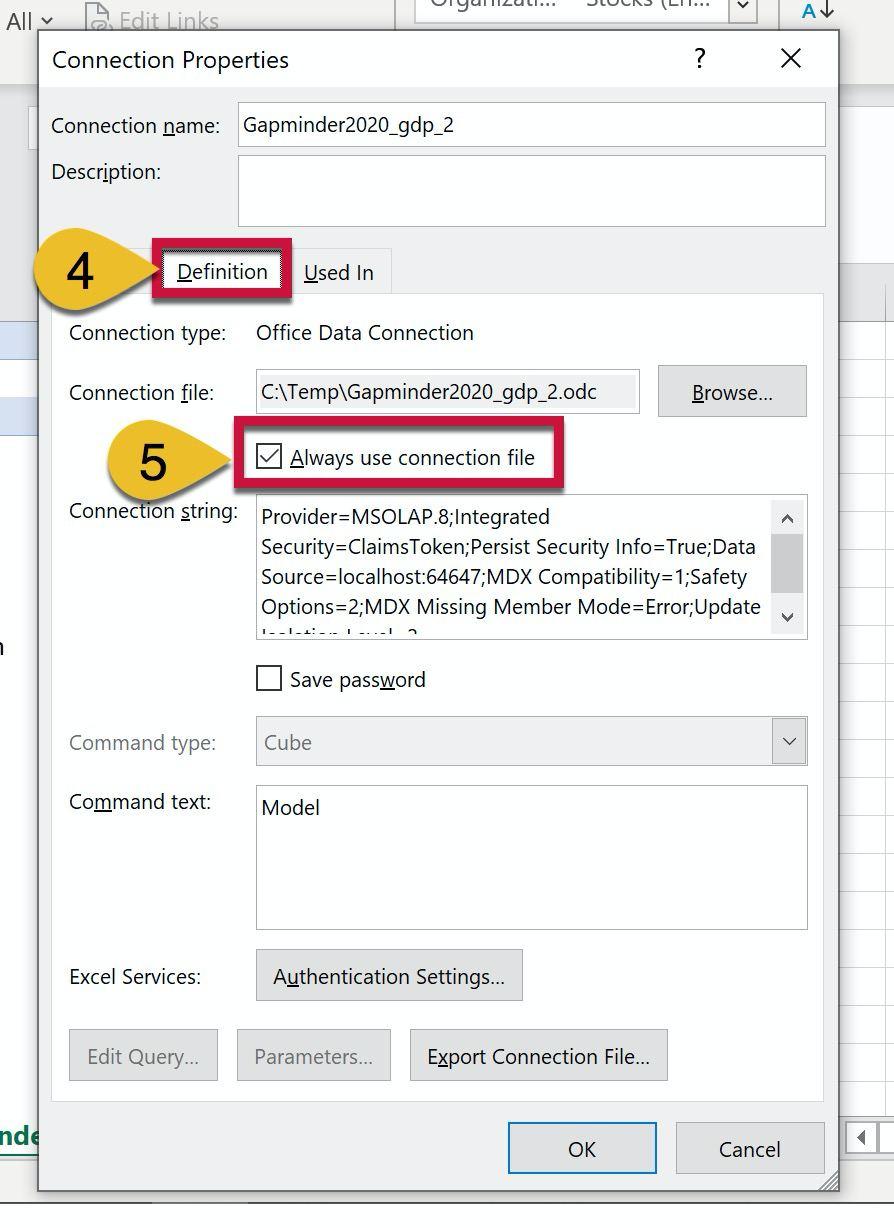 All
Edit Links
Connection Properties
?
Connection name:
Gapminder2020_gdp_2
Description:
4
Definition
Used In
Connection type:
Office Data Connection
Connection file:
C:\Temp\Gapminder2020_gdp_2.odc
Browse...
5
Always use connection file
Connection string:
Provider=MSOLAP.8;Integrated
Security=ClaimsToken;Persist Security Info=True;Data
Source=localhost:64647;MDX Compatibility=1;Safety
Options=2;MDX Missing Member Mode=Error;Update
Save password
Command type:
Cube
Command text:
Model
Excel Services:
Authentication Settings...
Edit Query...
Parameters...
Export Connection File...
OK
Cancel